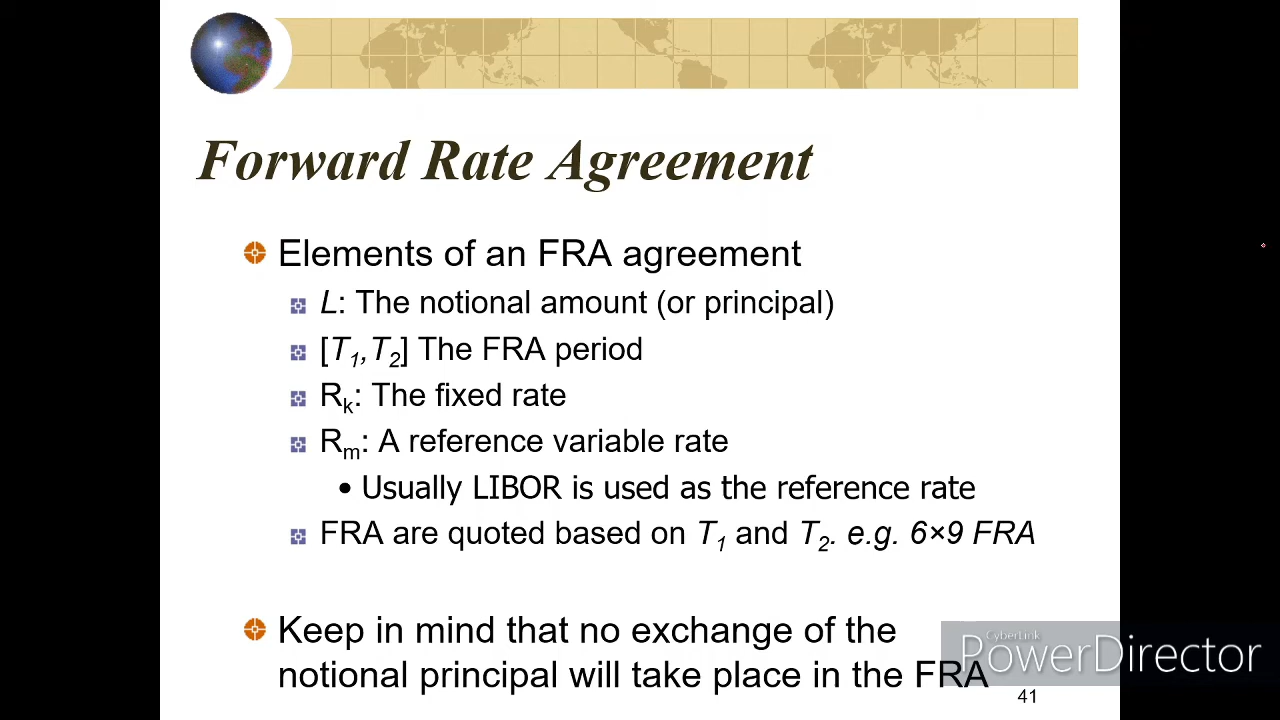 Forward Rate Agreement
Elements of an FRA agreement
L: The notional amount (or principal)
[T₁,T₂] The FRA period
Rₖ: The fixed rate
Rₘ: A reference variable rate
• Usually LIBOR is used as the reference rate
FRA are quoted based on T₁ and T₂. e.g. 6×9 FRA
Keep in mind that no exchange of the
notional principal will take place in the FRA
CyberLink
PowerDirector
41